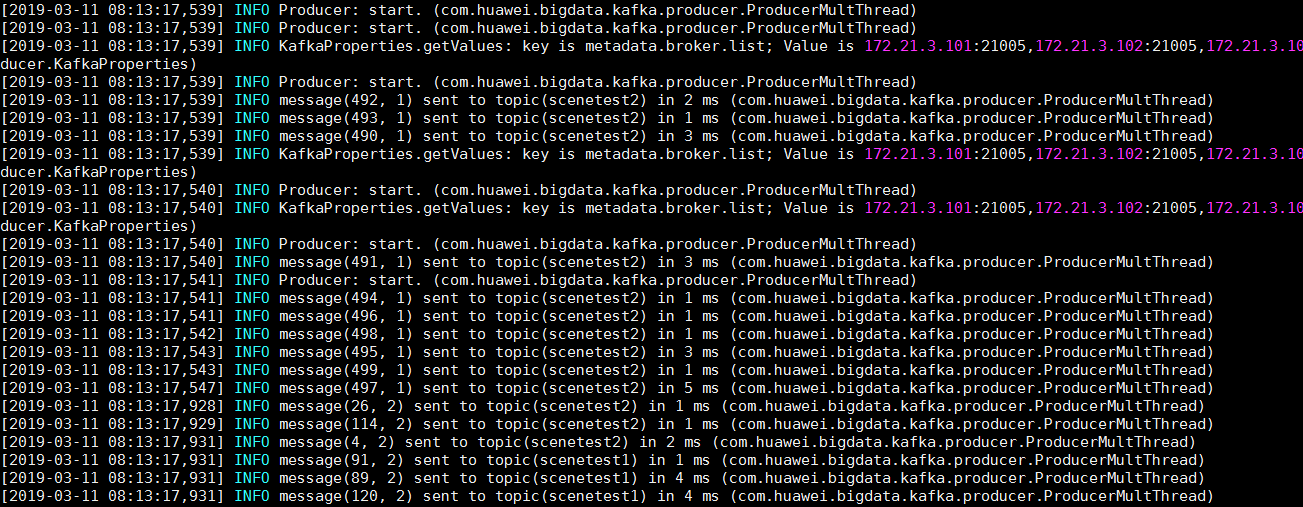 [2019-03-11 08:13:17,539] INFO Producer: start. (com.huawei.bigdata.kafka.producer.ProducerMultThread)
[2019-03-11 08:13:17,539] INFO Producer: start. (com.huawei.bigdata.kafka.producer.ProducerMultThread)
[2019-03-11 08:13:17,539] INFO KafkaProperties.getValues: key is metadata.broker.list; Value is 172.21.3.101:21005,172.21.3.102:21005,172.21.3.10
ducer.KafkaProperties)
[2019-03-11 08:13:17,539] INFO Producer: start. (com.huawei.bigdata.kafka.producer.ProducerMultThread)
[2019-03-11 08:13:17,539] INFO message(492, 1) sent to topic(scenetest2) in 2 ms (com.huawei.bigdata.kafka.producer.ProducerMultThread)
[2019-03-11 08:13:17,539] INFO message(493, 1) sent to topic(scenetest2) in 1 ms (com.huawei.bigdata.kafka.producer.ProducerMultThread)
[2019-03-11 08:13:17,539] INFO message(490, 1) sent to topic(scenetest2) in 3 ms (com.huawei.bigdata.kafka.producer.ProducerMultThread)
[2019-03-11 08:13:17,539] INFO KafkaProperties.getValues: key is metadata.broker.list; Value is 172.21.3.101:21005,172.21.3.102:21005,172.21.3.10
ducer.KafkaProperties)
[2019-03-11 08:13:17,540] INFO Producer: start. (com.huawei.bigdata.kafka.producer.ProducerMultThread)
[2019-03-11 08:13:17,540] INFO KafkaProperties.getValues: key is metadata.broker.list; Value is 172.21.3.101:21005,172.21.3.102:21005,172.21.3.10
ducer.KafkaProperties)
[2019-03-11 08:13:17,540] INFO Producer: start. (com.huawei.bigdata.kafka.producer.ProducerMultThread)
[2019-03-11 08:13:17,540] INFO message(491, 1) sent to topic(scenetest2) in 3 ms (com.huawei.bigdata.kafka.producer.ProducerMultThread)
[2019-03-11 08:13:17,541] INFO Producer: start. (com.huawei.bigdata.kafka.producer.ProducerMultThread)
[2019-03-11 08:13:17,541] INFO message(494, 1) sent to topic(scenetest2) in 1 ms (com.huawei.bigdata.kafka.producer.ProducerMultThread)
[2019-03-11 08:13:17,541] INFO message(496, 1) sent to topic(scenetest2) in 1 ms (com.huawei.bigdata.kafka.producer.ProducerMultThread)
[2019-03-11 08:13:17,542] INFO message(498, 1) sent to topic(scenetest2) in 1 ms (com.huawei.bigdata.kafka.producer.ProducerMultThread)
[2019-03-11 08:13:17,543] INFO message(495, 1) sent to topic(scenetest2) in 3 ms (com.huawei.bigdata.kafka.producer.ProducerMultThread)
[2019-03-11 08:13:17,543] INFO message(499, 1) sent to topic(scenetest2) in 1 ms (com.huawei.bigdata.kafka.producer.ProducerMultThread)
[2019-03-11 08:13:17,547] INFO message(497, 1) sent to topic(scenetest2) in 5 ms (com.huawei.bigdata.kafka.producer.ProducerMultThread)
[2019-03-11 08:13:17,928] INFO message(26, 2) sent to topic(scenetest2) in 1 ms (com.huawei.bigdata.kafka.producer.ProducerMultThread)
[2019-03-11 08:13:17,929] INFO message(114, 2) sent to topic(scenetest2) in 1 ms (com.huawei.bigdata.kafka.producer.ProducerMultThread)
[2019-03-11 08:13:17,931] INFO message(4, 2) sent to topic(scenetest2) in 2 ms (com.huawei.bigdata.kafka.producer.ProducerMultThread)
[2019-03-11 08:13:17,931] INFO message(91, 2) sent to topic(scenetest1) in 1 ms (com.huawei.bigdata.kafka.producer.ProducerMultThread)
[2019-03-11 08:13:17,931] INFO message(89, 2) sent to topic(scenetest1) in 4 ms (com.huawei.bigdata.kafka.producer.ProducerMultThread)
[2019-03-11 08:13:17,931] INFO message(120, 2) sent to topic(scenetest1) in 4 ms (com.huawei.bigdata.kafka.producer.ProducerMultThread)